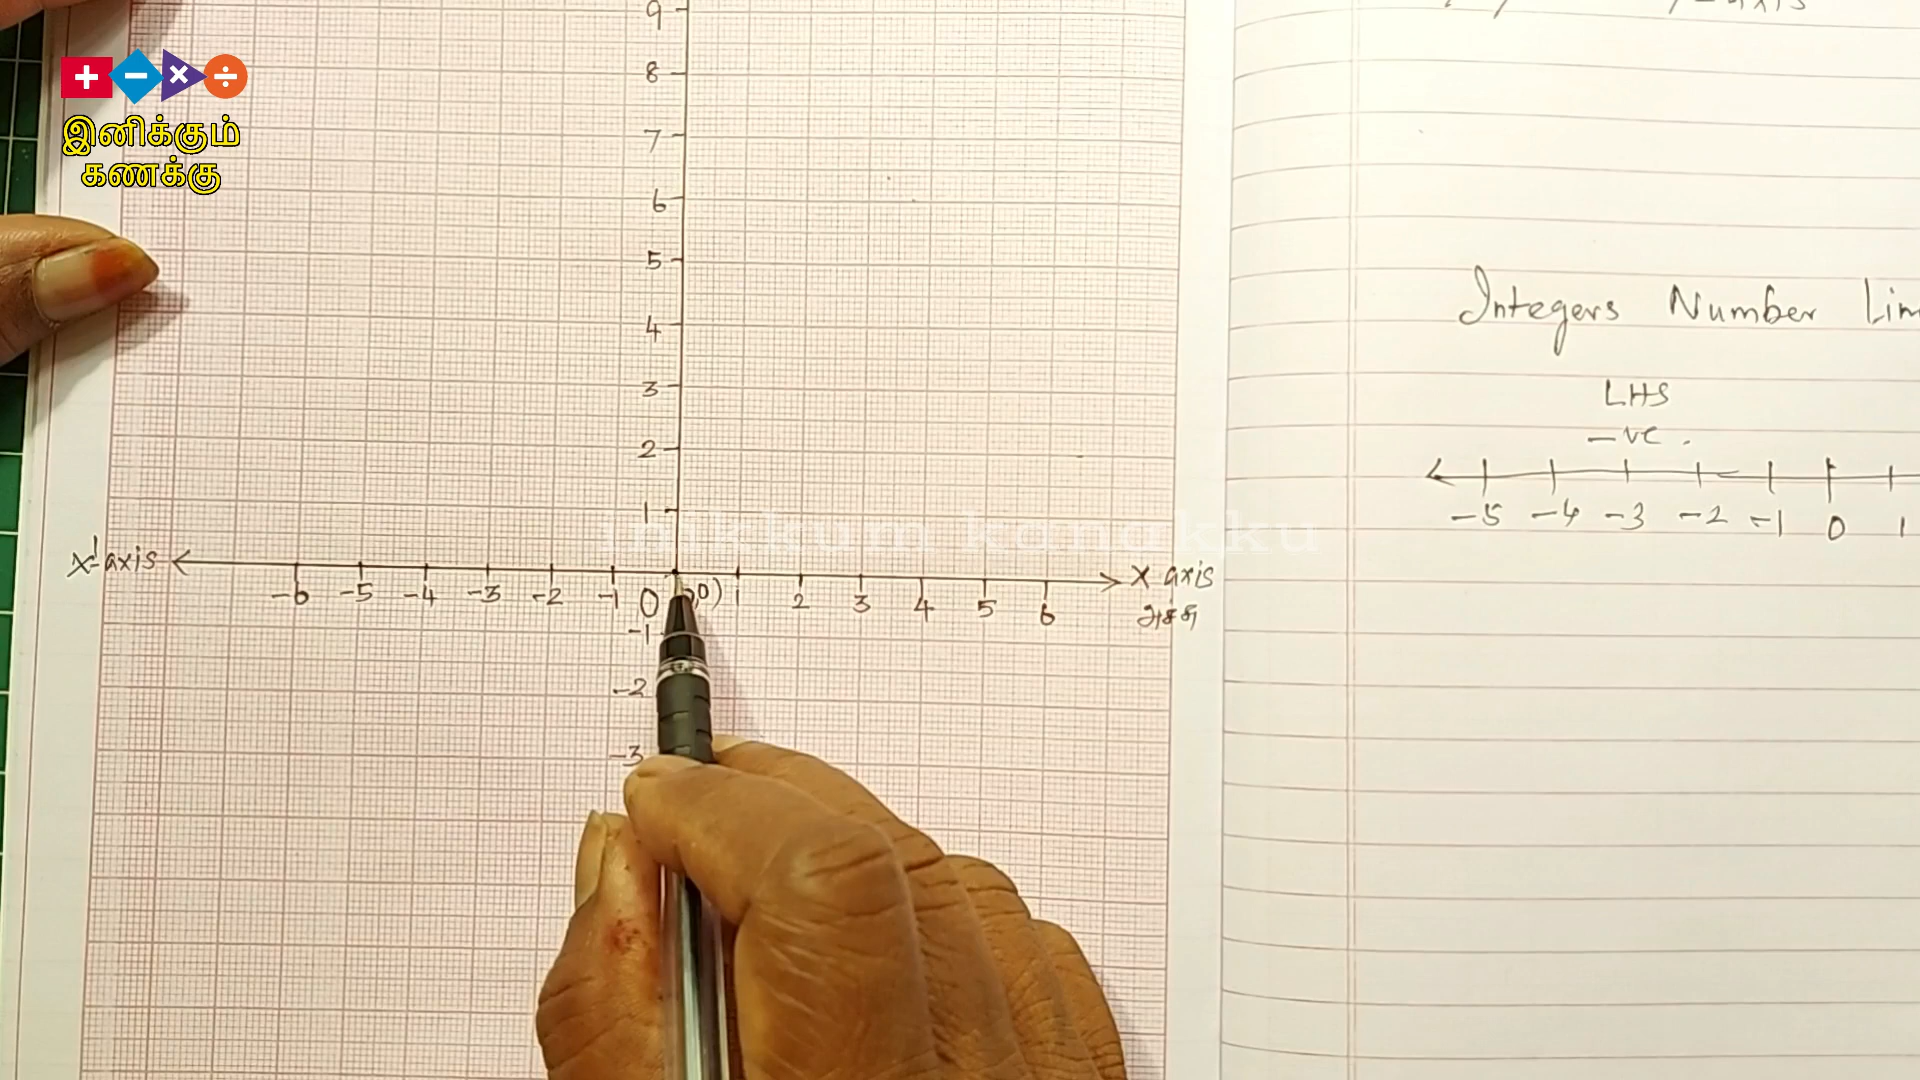 இனிக்கும்
கணக்கு
9
8
7
6
5
4
3
2
1
inikkum kanakku
X' axis
X axis
அச்சு
-6 -5 -4 -3 -2 -1 0 1 2 3 4 5 6
-1
-2
-3
Integers Number
LHS
-ve.
-5 -4 -3 -2 -1 0 1